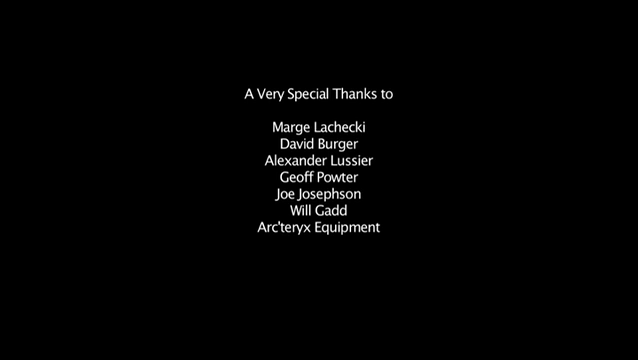 A Very Special Thanks to
Marge Lachecki
David Burger
Alexander Lussier
Geoff Powter
Joe Josephson
Will Gadd
Arc'teryx Equipment